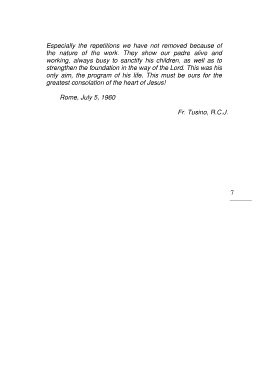 Especially the repetitions we have not removed because of
the nature of the work. They show our padre alive and
working, always busy to sanctify his children, as well as to
strengthen the foundation in the way of the Lord. This was his
only aim, the program of his life. This must be ours for the
greatest consolation of the heart of Jesus!
Rome, July 5, 1960
Fr. Tusino, R.C.J.
7